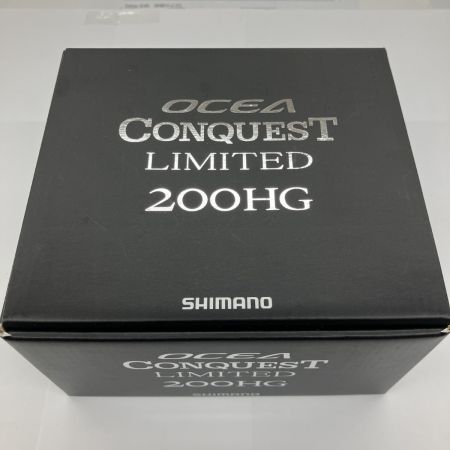 OCEA
CONQUEST
LIMITED
200HG
SHIMANO
OCEA
CONQUEST
LIMITED
200HG
SHIMANO